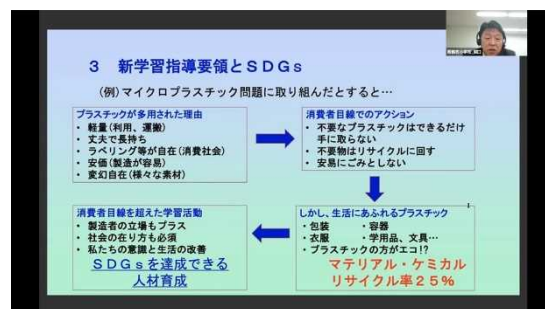 3 新学習指導要領とSDGs
(例)マイクロプラスチック問題に取り組んだとすると…
プラスチックが多用された理由
・ 軽量(利用、運搬)
・ 丈夫で長持ち
・ ラベリング等が自在(消費社会)
・ 安価(製造が容易)
・ 変幻自在(様々な素材)
消費者目線でのアクション
・ 不要なプラスチックはできるだけ
手に取らない
・ 不要物はリサイクルに回す
・ 安易にごみとしない
しかし、生活にあふれるプラスチック
・包装 ・容器
・衣服 ・学用品、文具…
・プラスチックの方がエコ!?
マテリアル・ケミカル
リサイクル率25%
消費者目線を超えた学習活動
・ 製造者の立場もプラス
・ 社会の在り方も必須
・ 私たちの意識と生活の改善
SDGsを達成できる
人材育成